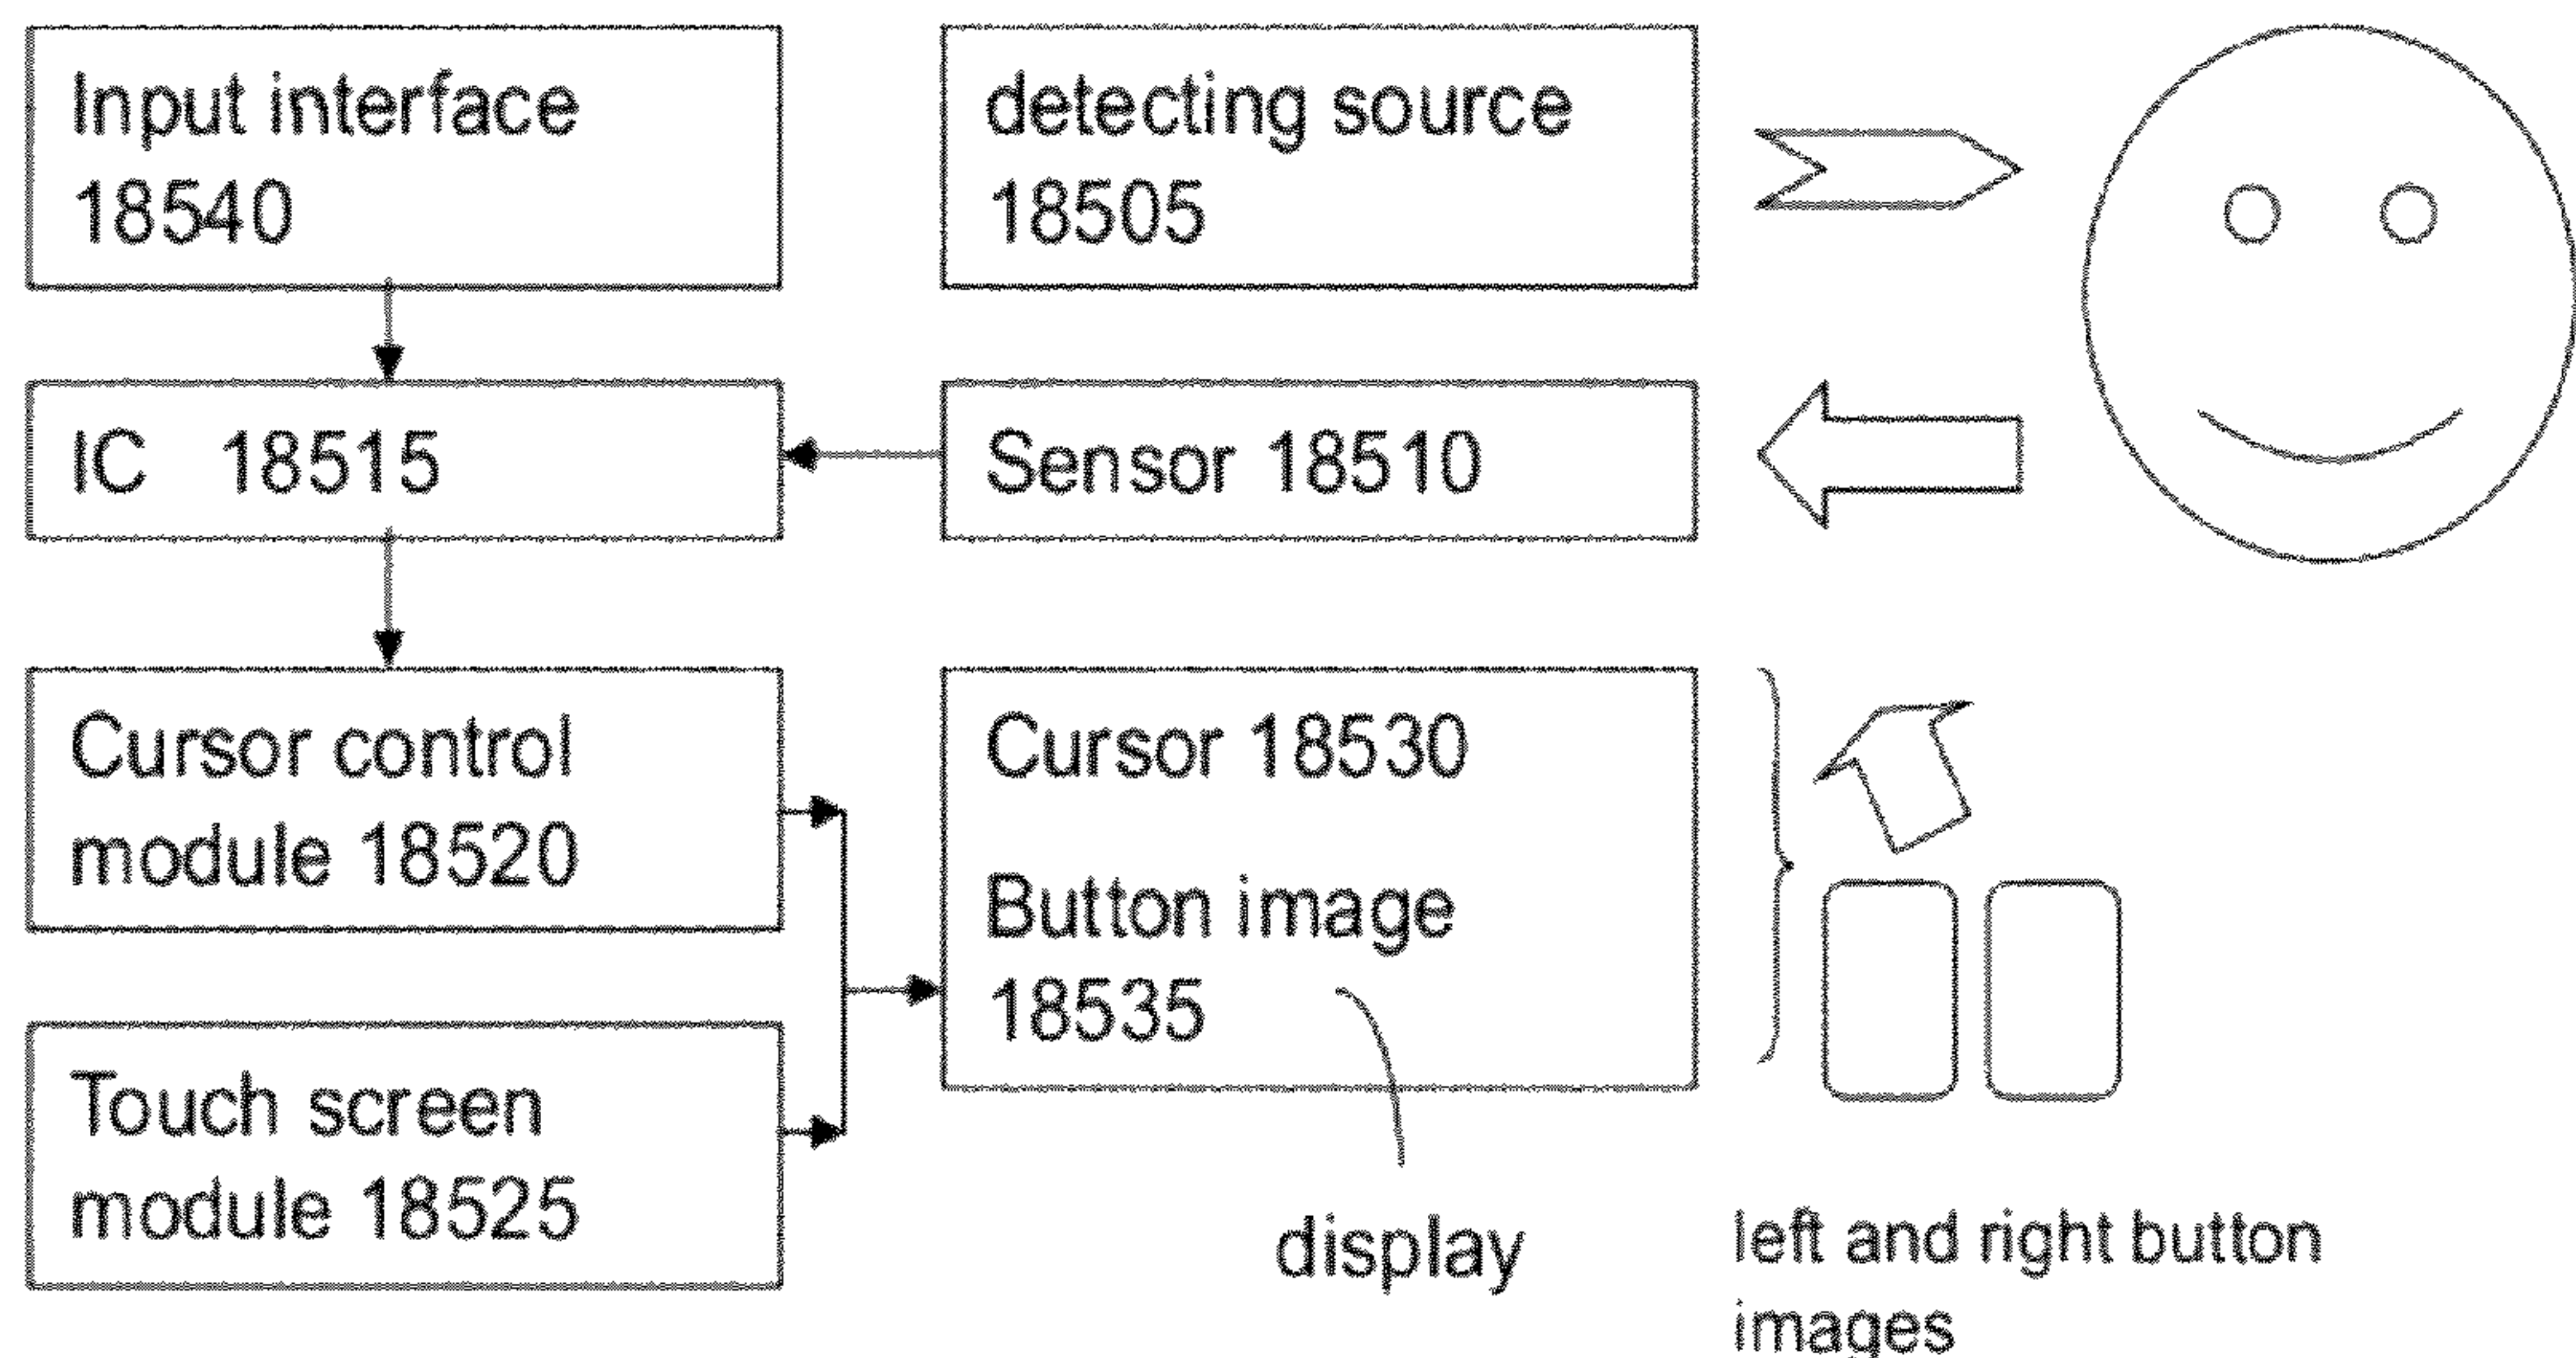 Input interface
18540
detecting source
18505
IC 18515
Sensor 18510
Cursor control
module 18520
Cursor 18530
Button image
18535
Touch screen
module 18525
display
left and right button
images